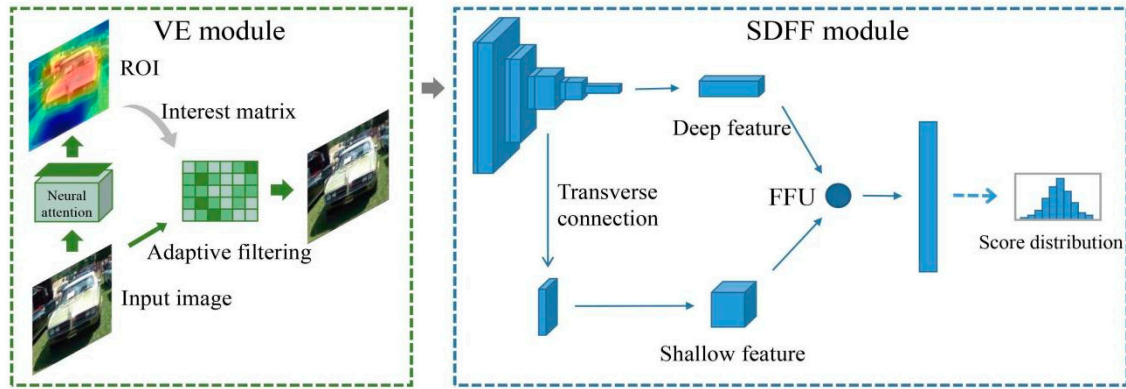 VE module
ROI
Interest matrix
Neural
attention
Adaptive filtering
Input image
SDFF module
Deep feature
Transverse
connection
FFU
Score distribution
Shallow feature